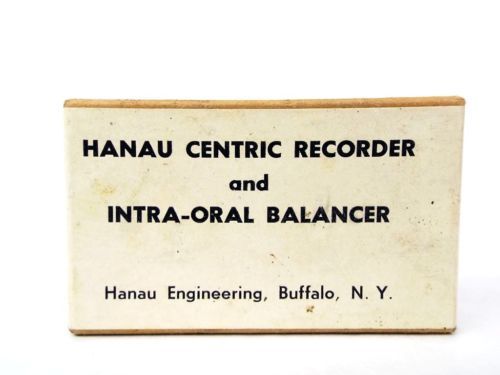 HANAU CENTRIC RECORDER
and
INTRA-ORAL BALANCER
Hanau Engineering, Buffalo, N. Y.